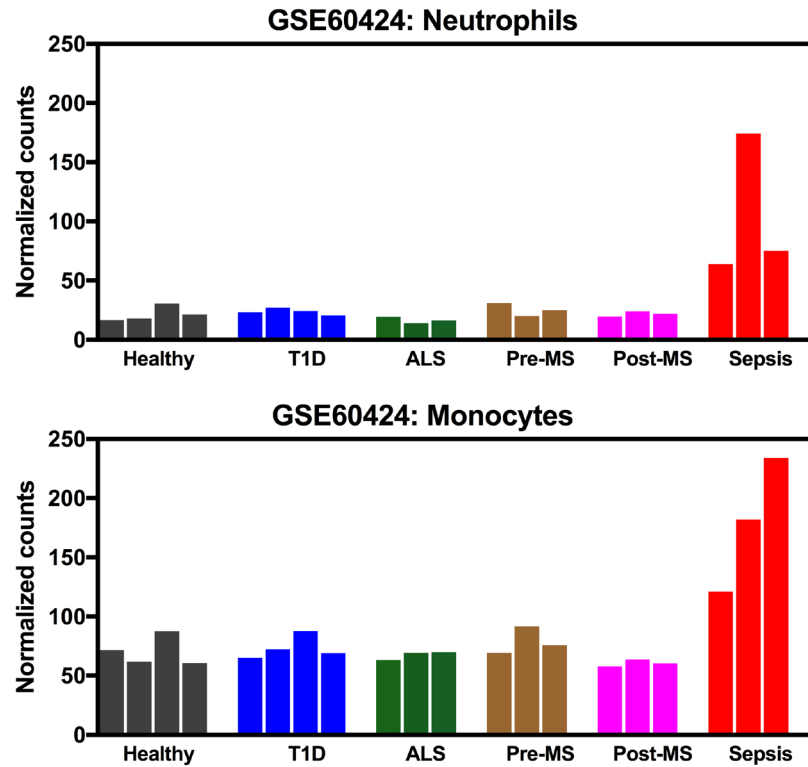 GSE60424: Neutrophils
Normalized counts
250
200
150
100
50
0
Healthy T1D ALS Pre-MS Post-MS Sepsis
GSE60424: Monocytes
Normalized counts
250
200
150
100
50
0
Healthy T1D ALS Pre-MS Post-MS Sepsis